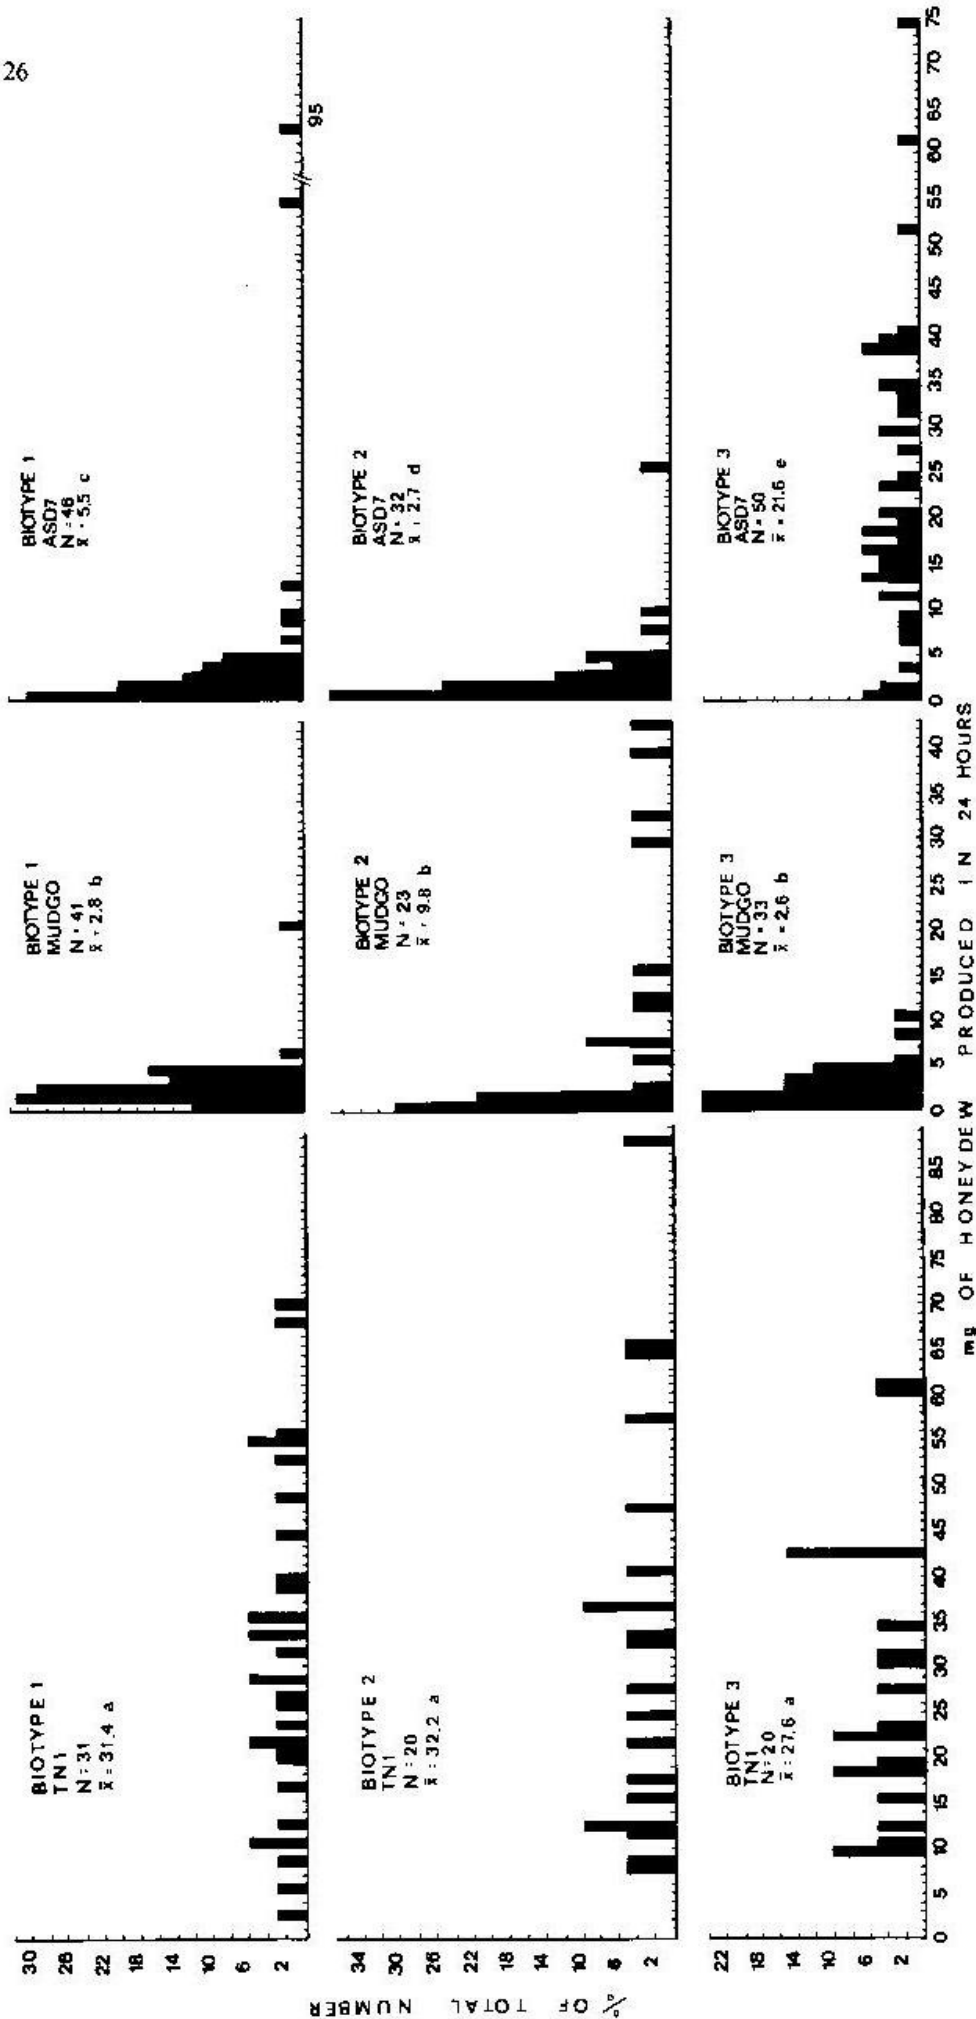 26
BIOTYPE 1
TN1
N = 31
x̄ = 31.4 a
BIOTYPE 1
MUDGO
N = 41
x̄ = 2.8 b
BIOTYPE 1
ASD7
N = 46
x̄ = 5.5 c
95
30
26
22
18
14
10
6
2
BIOTYPE 2
TN1
N = 20
x̄ = 32.2 a
BIOTYPE 2
MUDGO
N = 23
x̄ = 9.8 b
BIOTYPE 2
ASD7
N = 32
x̄ = 2.7 d
34
30
26
22
18
14
10
6
2
BIOTYPE 3
TN1
N = 20
x̄ = 27.6 a
BIOTYPE 3
MUDGO
N = 33
x̄ = 2.6 b
BIOTYPE 3
ASD7
N = 50
x̄ = 21.6 e
22
18
14
10
6
2
0 5 10 15 20 25 30 35 40 45 50 55 60 65 70 75 80 85
0 5 10 15 20 25 30 35 40
0 5 10 15 20 25 30 35 40 45 50 55 60 65 70 75
% OF TOTAL NUMBER
mg OF HONEYDEW PRODUCED IN 24 HOURS